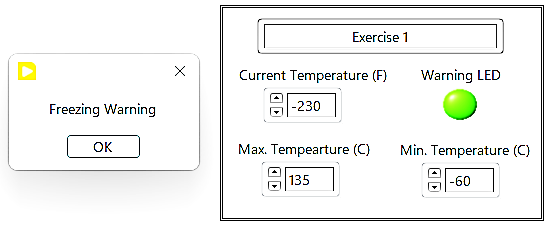 Freezing Warning
OK
Exercise 1
Current Temperature (F)
Warning LED
-230
Max. Tempearture (C)
Min. Temperature (C)
135
-60